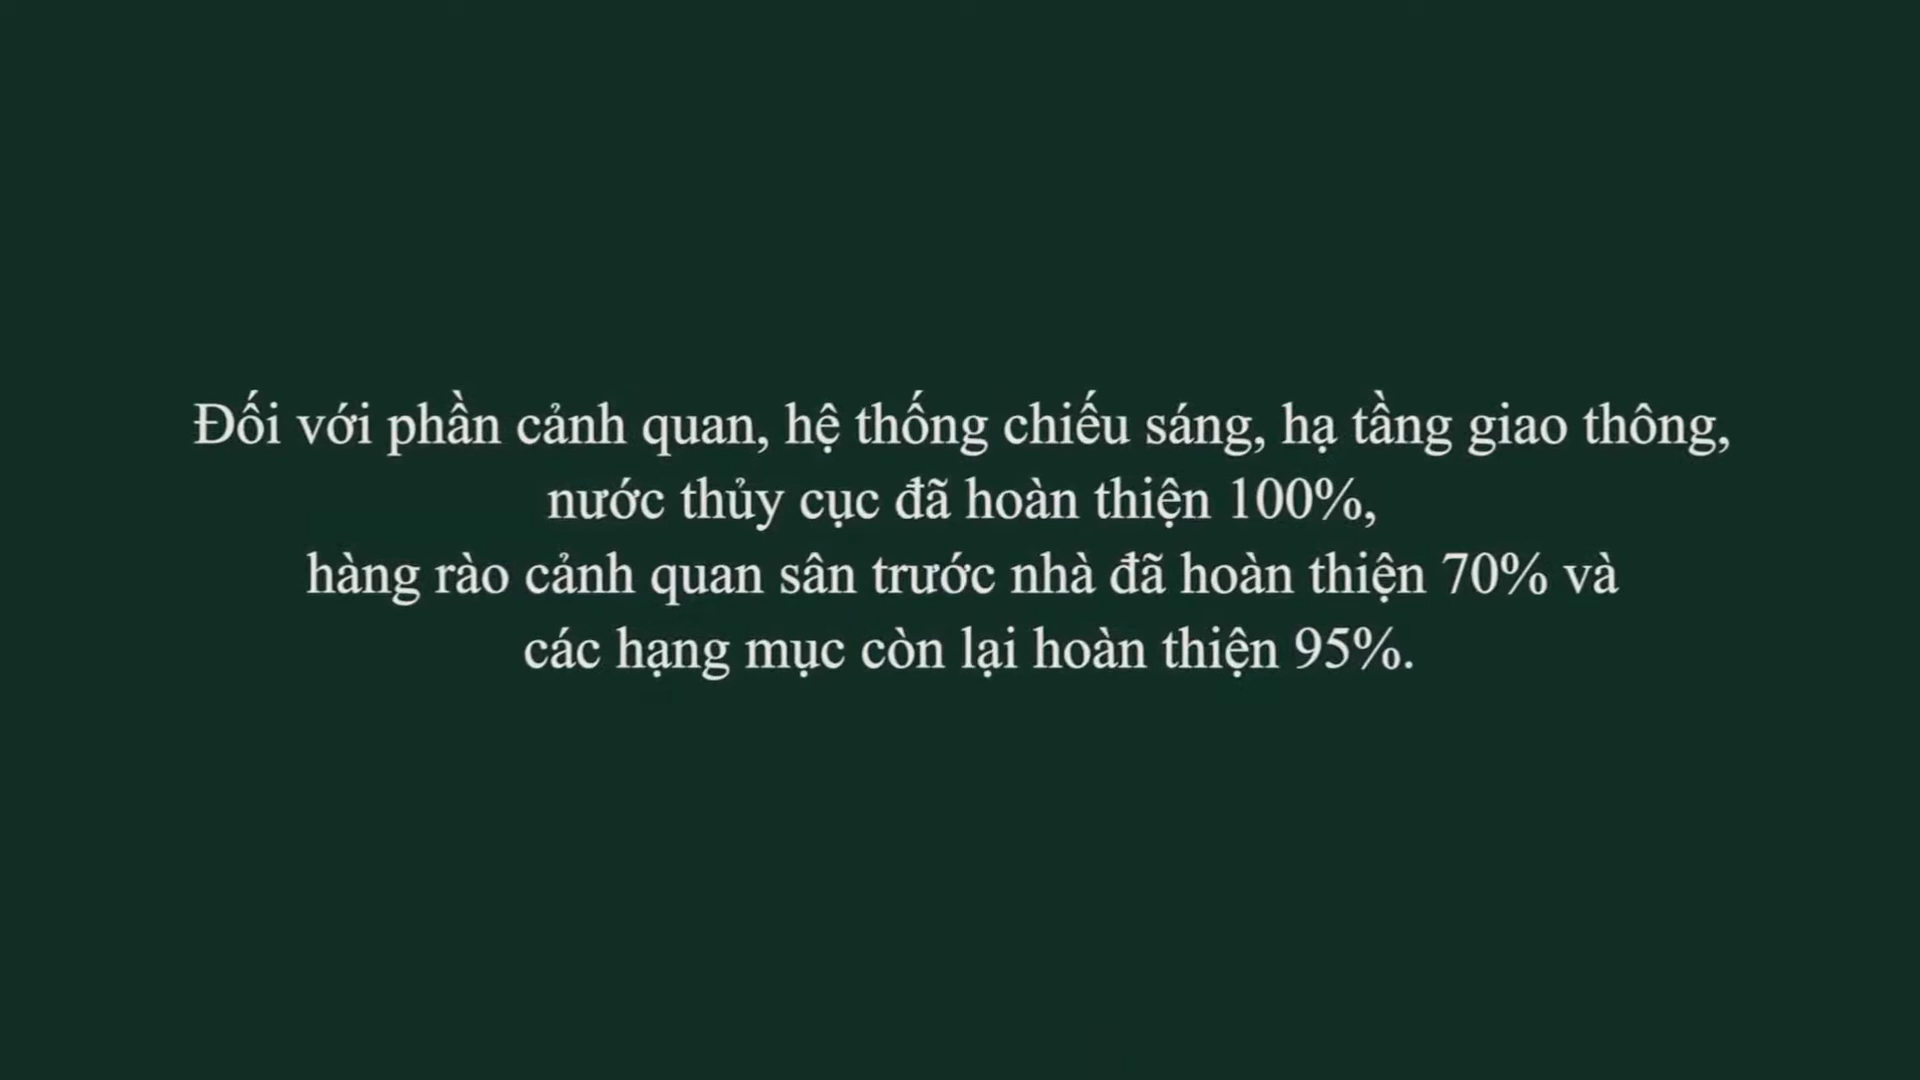 Đối với phần cảnh quan, hệ thống chiếu sáng, hạ tầng giao thông,
nước thủy cục đã hoàn thiện 100%,
hàng rào cảnh quan sân trước nhà đã hoàn thiện 70% và
các hạng mục còn lại hoàn thiện 95%.